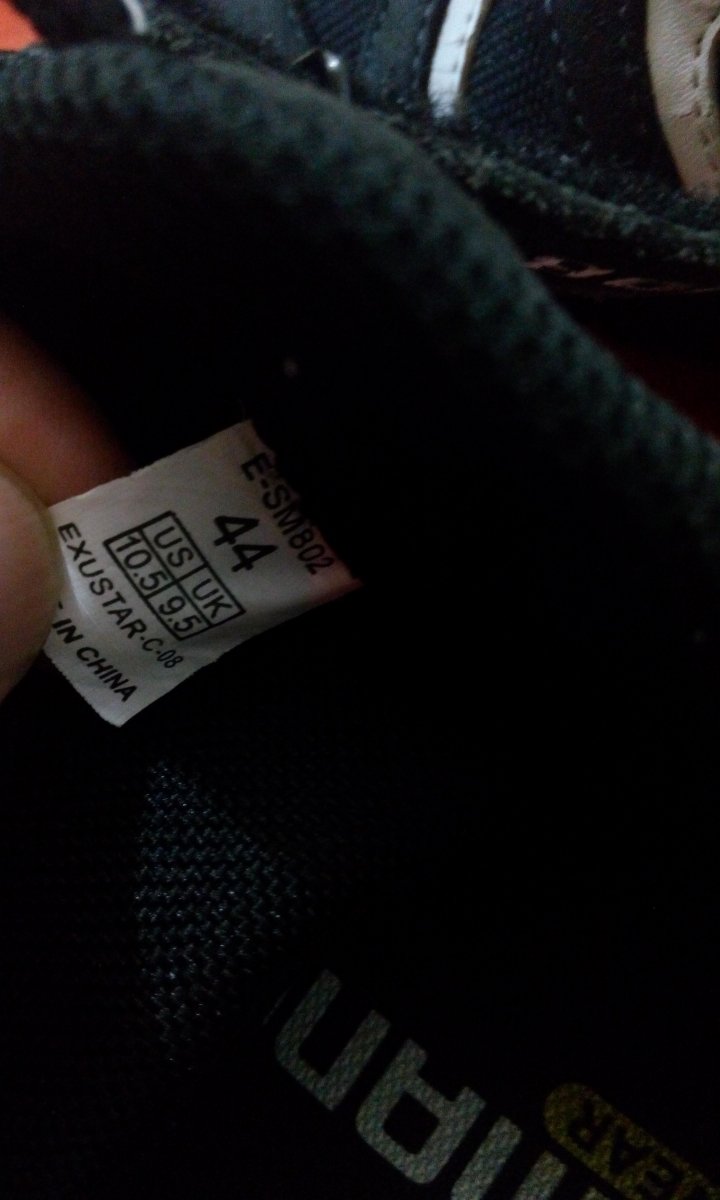 E-SM802
44
US UK
10.5 9.5
EXUSTAR-C-08
IN CHINA